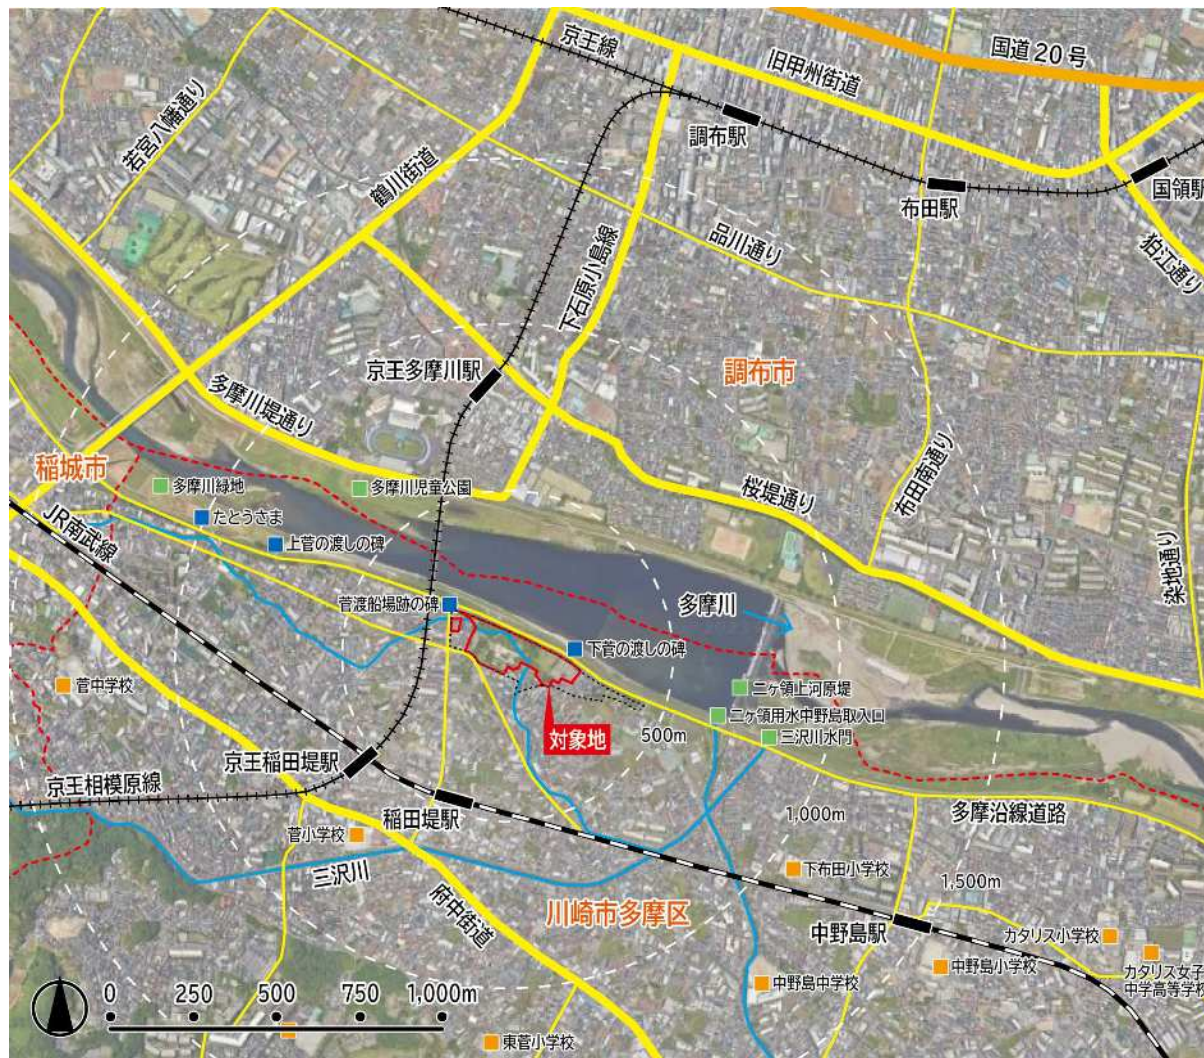 国道20号
京王線
旧甲州街道
若宮八幡通り
調布駅
鶴川街道
国領駅
布田駅
品川通り
狛江通り
下石原小島線
京王多摩川駅
調布市
多摩川堤通り
稲城市
多摩川緑地
多摩川児童公園
桜堤通り
布田南通り
染地通り
たとうさま
JR南武線
上菅の渡しの碑
菅渡船場跡の碑
多摩川
下菅の渡しの碑
菅中学校
二ヶ領上河原堤
二ヶ領用水中野島取入口
対象地
500m
三沢川水門
京王稲田堤駅
京王相模原線
稲田堤駅
1,000m
多摩沿線道路
菅小学校
三沢川
下布田小学校
1,500m
府中街道
川崎市多摩区
中野島駅
カタリス小学校
中野島小学校
カタリス女子
中学高等学校
中野島中学校
0 250 500 750 1,000m
東菅小学校